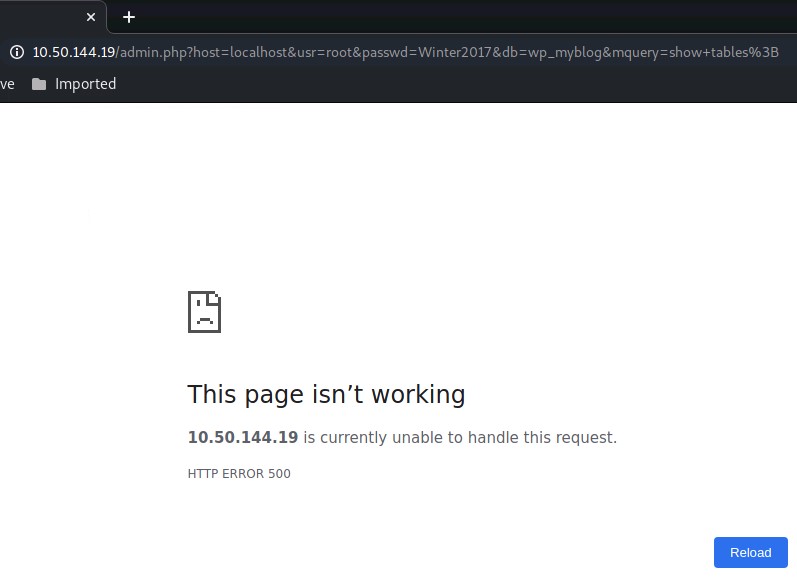 10.50.144.19/admin.php?host=localhost&usr=root&passwd=Winter2017&db=wp_myblog&mquery=show+tables%3B
ve Imported
This page isn’t working
10.50.144.19 is currently unable to handle this request.
HTTP ERROR 500
Reload